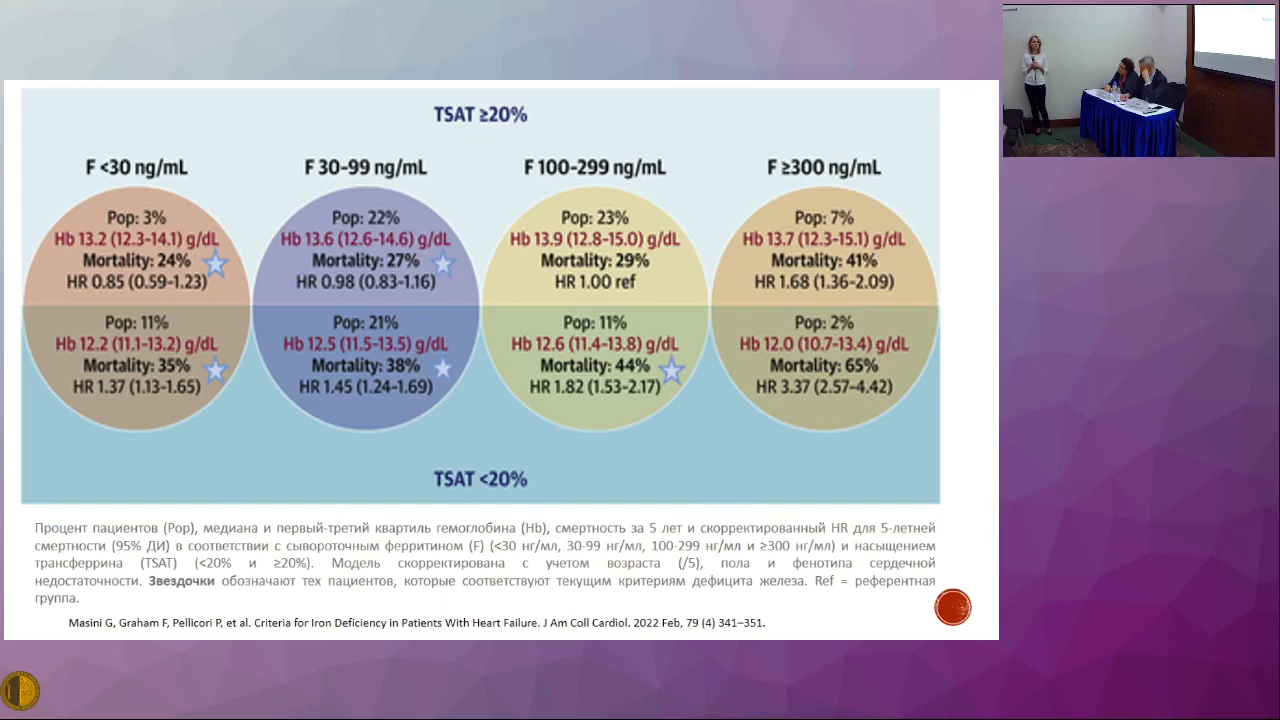 TSAT ≥20%
F <30 ng/mL
F 30-99 ng/mL
F 100-299 ng/mL
F ≥300 ng/mL
Pop: 3%
Hb 13.2 (12.3-14.1) g/dL
Mortality: 24%
HR 0.85 (0.59-1.23)
Pop: 22%
Hb 13.6 (12.6-14.6) g/dL
Mortality: 27%
HR 0.98 (0.83-1.16)
Pop: 23%
Hb 13.9 (12.8-15.0) g/dL
Mortality: 29%
HR 1.00 ref
Pop: 7%
Hb 13.7 (12.3-15.1) g/dL
Mortality: 41%
HR 1.68 (1.36-2.09)
Pop: 11%
Hb 12.2 (11.1-13.2) g/dL
Mortality: 35%
HR 1.37 (1.13-1.65)
Pop: 21%
Hb 12.5 (11.5-13.5) g/dL
Mortality: 38%
HR 1.45 (1.24-1.69)
Pop: 11%
Hb 12.6 (11.4-13.8) g/dL
Mortality: 44%
HR 1.82 (1.53-2.17)
Pop: 2%
Hb 12.0 (10.7-13.4) g/dL
Mortality: 65%
HR 3.37 (2.57-4.42)
TSAT <20%
Процент пациентов (Pop), медиана и первый-третий квартиль гемоглобина (Hb), смертность за 5 лет и скорректированный HR для 5-летней
смертности (95% ДИ) в соответствии с сывороточным ферритином (F) (<30 нг/мл, 30-99 нг/мл, 100-299 нг/мл и ≥300 нг/мл) и насыщением
трансферрина (TSAT) (<20% и ≥20%). Модель скорректирована с учетом возраста (/5), пола и фенотипа сердечной
недостаточности. Звездочки обозначают тех пациентов, которые соответствуют текущим критериям дефицита железа. Ref = референтная
группа.
Masini G, Graham F, Pellicori P, et al. Criteria for Iron Deficiency in Patients With Heart Failure. J Am Coll Cardiol. 2022 Feb, 79 (4) 341–351.